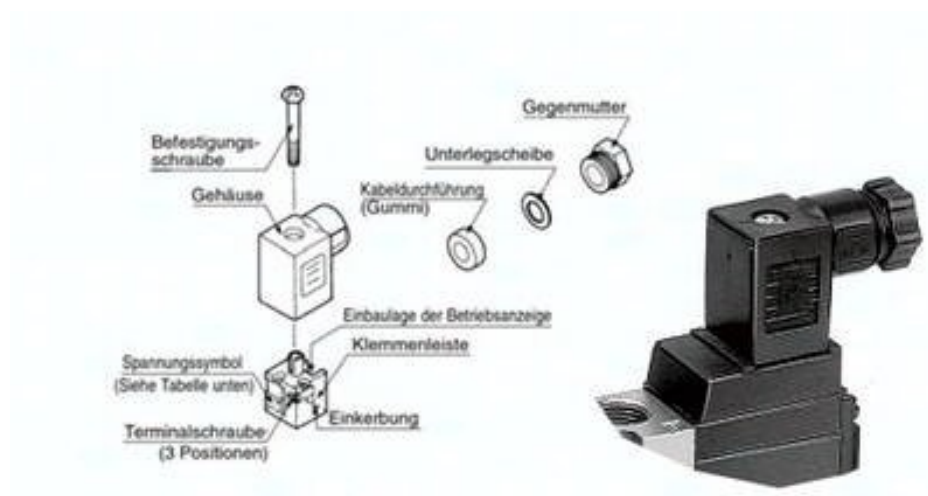 Gegenmutter
Befestigungs-
schraube
Unterlegscheibe
Kabeldurchführung
(Gummi)
Gehäuse
Einbaulage der Betriebsanzeige
Klemmenleiste
Spannungssymbol
(Siehe Tabelle unten)
Einkerbung
Terminalschraube
(3 Positionen)